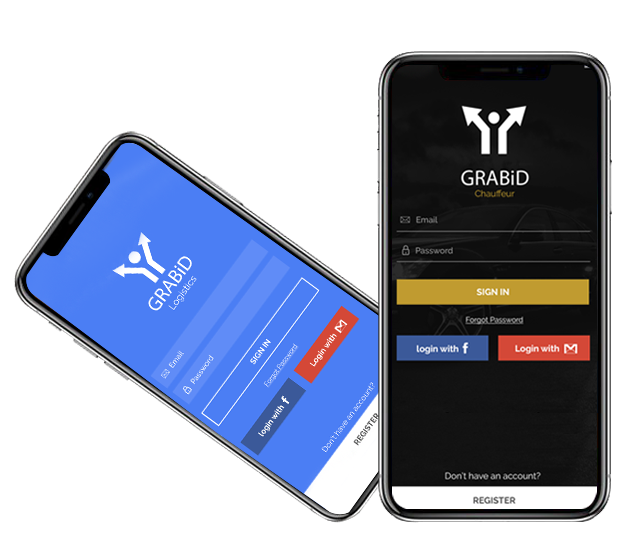 GRABiD
Logistics
Email
Password
SIGN IN
Forgot Password
login with f
Login with M
Don't have an account?
REGISTER
GRABiD
Chauffeur
Email
Password
SIGN IN
Forgot Password
login with f
Login with M
Don't have an account?
REGISTER